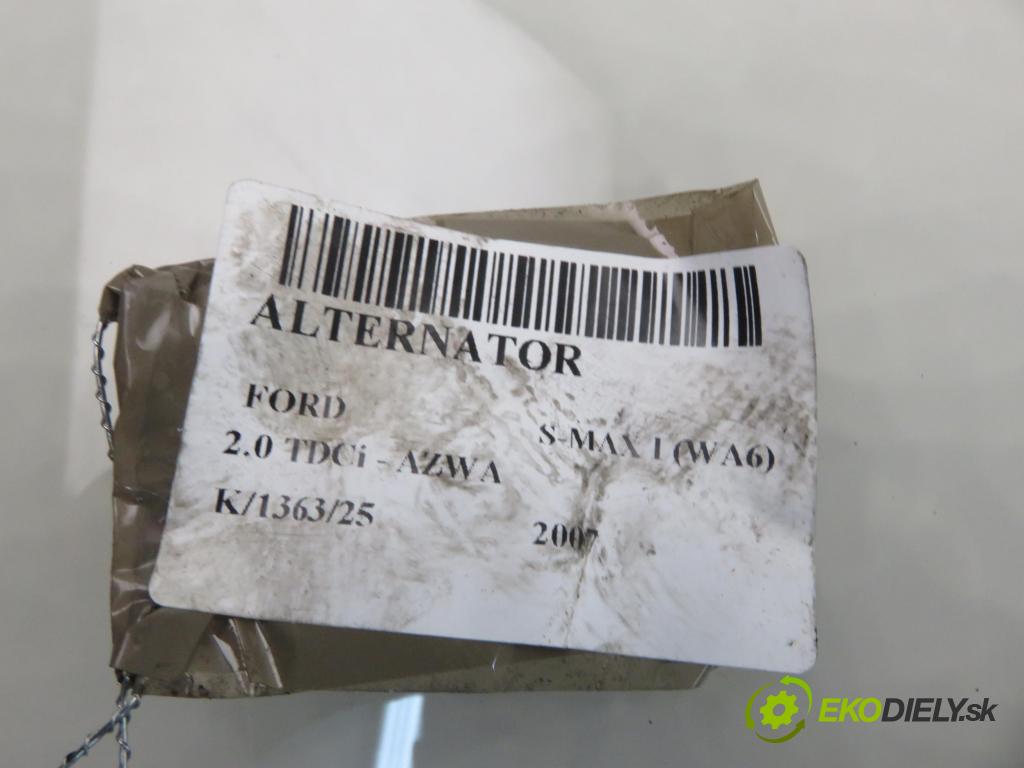 ALTERNATOR
FORD S-MAX I (WA6)
2.0 TDCi - AZWA
K/1363/25 2007
EKODIELY.sk